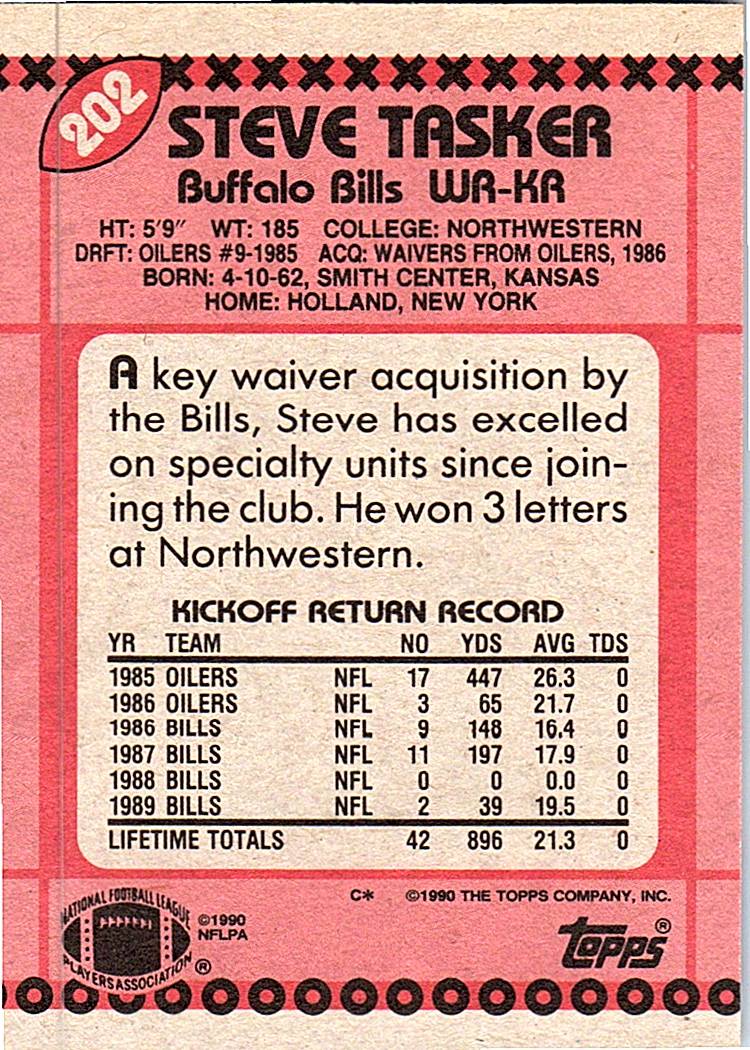 202
STEVE TASKER
Buffalo Bills WR-KR
HT: 5'9" WT: 185 COLLEGE: NORTHWESTERN
DRFT: OILERS #9-1985 ACQ: WAIVERS FROM OILERS, 1986
BORN: 4-10-62, SMITH CENTER, KANSAS
HOME: HOLLAND, NEW YORK
A key waiver acquisition by
the Bills, Steve has excelled
on specialty units since join-
ing the club. He won 3 letters
at Northwestern.
KICKOFF RETURN RECORD
YR TEAM NO YDS AVG TDS
1985 OILERS NFL 17 447 26.3 0
1986 OILERS NFL 3 65 21.7 0
1986 BILLS NFL 9 148 16.4 0
1987 BILLS NFL 11 197 17.9 0
1988 BILLS NFL 0 0 0.0 0
1989 BILLS NFL 2 39 19.5 0
LIFETIME TOTALS 42 896 21.3 0
C* ©1990 THE TOPPS COMPANY, INC.
NATIONAL FOOTBALL LEAGUE
PLAYERS ASSOCIATION ®
©1990
NFLPA
topps®